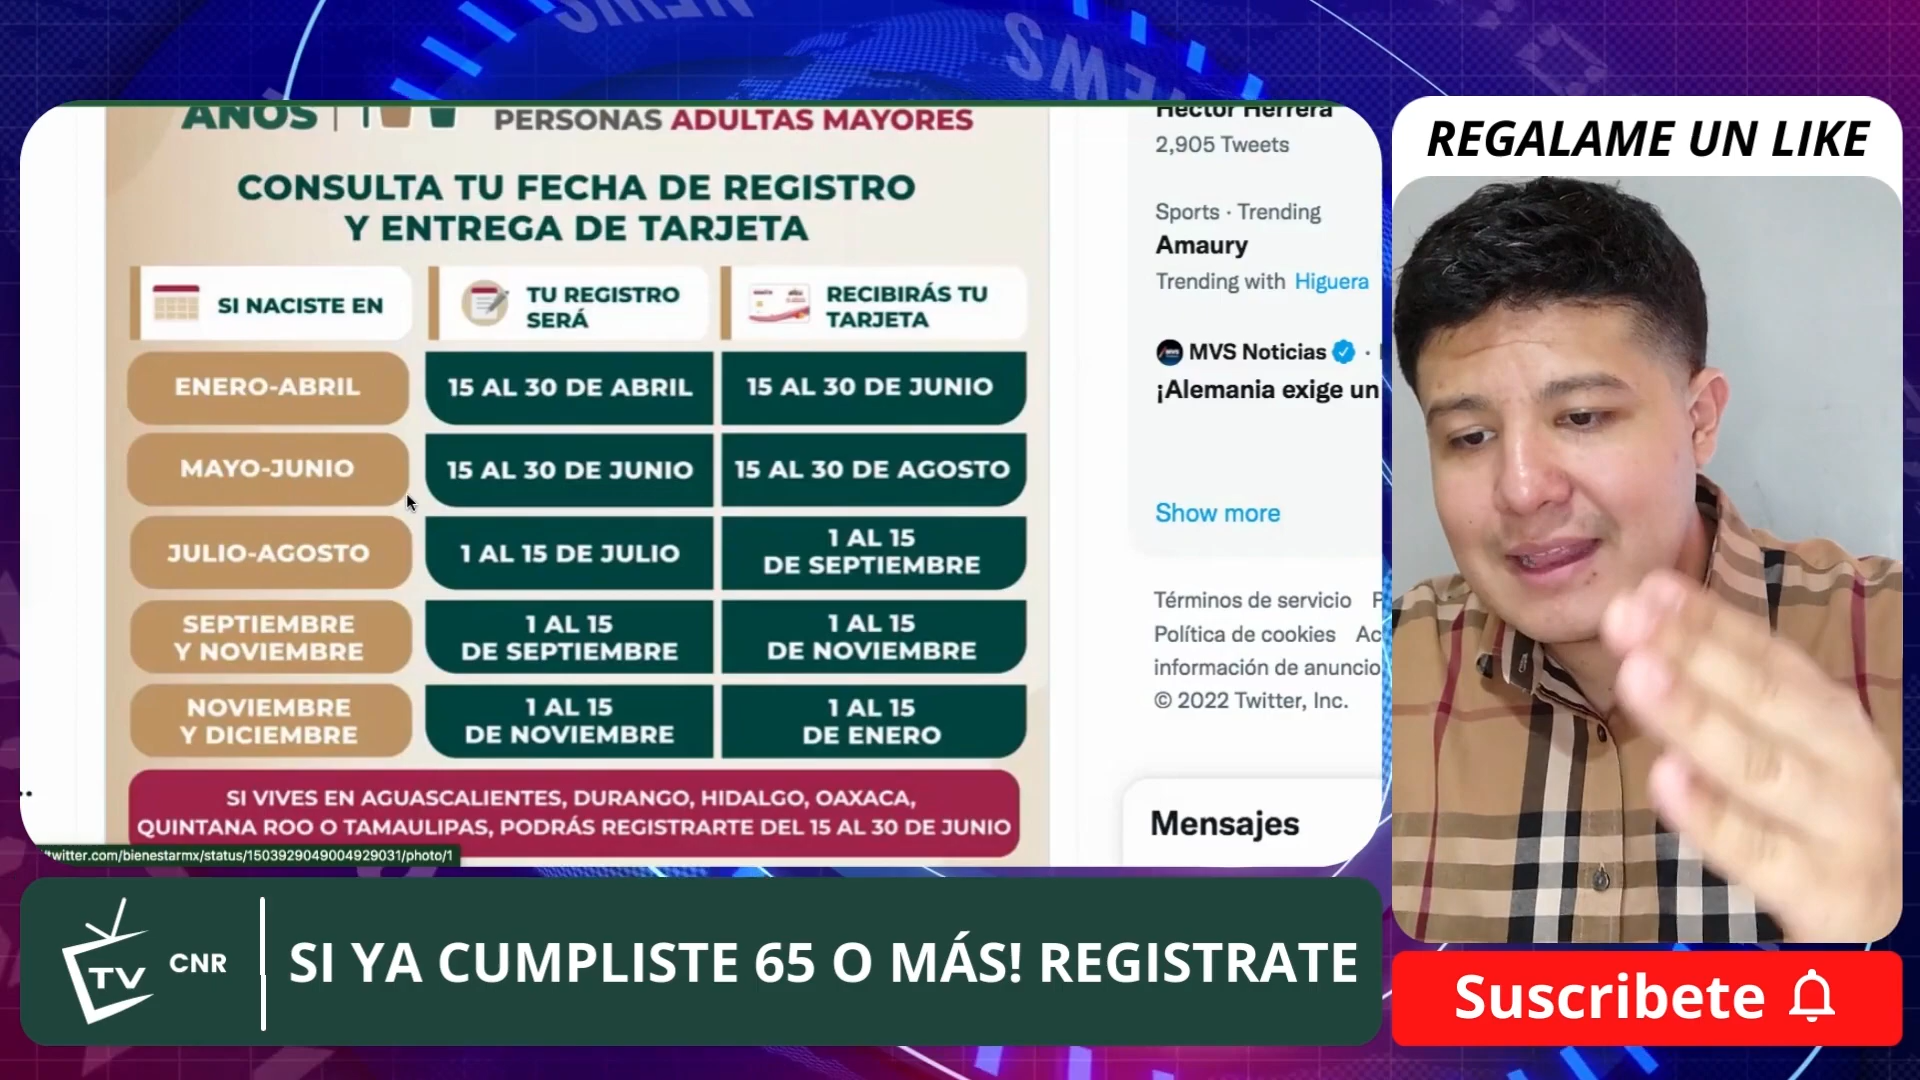 NEWS
NEWS
AÑOS
PERSONAS ADULTAS MAYORES
CONSULTA TU FECHA DE REGISTRO
Y ENTREGA DE TARJETA
SI NACISTE EN
TU REGISTRO
SERÁ
RECIBIRÁS TU
TARJETA
ENERO-ABRIL
15 AL 30 DE ABRIL
15 AL 30 DE JUNIO
MAYO-JUNIO
15 AL 30 DE JUNIO
15 AL 30 DE AGOSTO
JULIO-AGOSTO
1 AL 15 DE JULIO
1 AL 15
DE SEPTIEMBRE
SEPTIEMBRE
Y NOVIEMBRE
1 AL 15
DE SEPTIEMBRE
1 AL 15
DE NOVIEMBRE
NOVIEMBRE
Y DICIEMBRE
1 AL 15
DE NOVIEMBRE
1 AL 15
DE ENERO
SI VIVES EN AGUASCALIENTES, DURANGO, HIDALGO, OAXACA,
QUINTANA ROO O TAMAULIPAS, PODRÁS REGISTRARTE DEL 15 AL 30 DE JUNIO
twitter.com/bienestarmx/status/1503929049004929031/photo/1
Héctor Herrera
2,905 Tweets
Sports · Trending
Amaury
Trending with Higuera
MVS Noticias ·
¡Alemania exige un
Show more
Términos de servicio P
Política de cookies Ac
información de anuncio
© 2022 Twitter, Inc.
Mensajes
REGALAME UN LIKE
TV CNR
SI YA CUMPLISTE 65 O MÁS! REGISTRATE
Suscribete